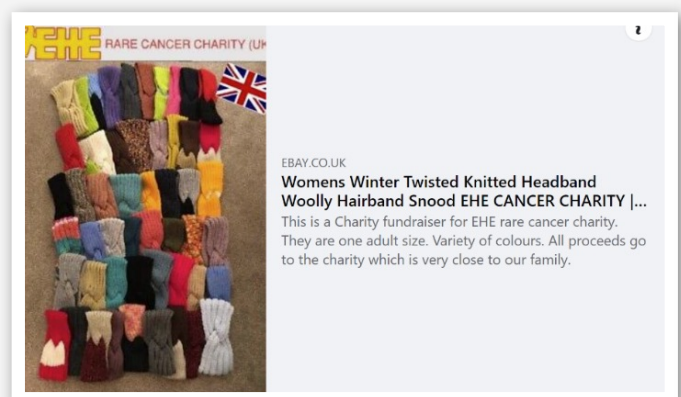 EHE RARE CANCER CHARITY (UK
EBAY.CO.UK
Womens Winter Twisted Knitted Headband
Woolly Hairband Snood EHE CANCER CHARITY |...
This is a Charity fundraiser for EHE rare cancer charity.
They are one adult size. Variety of colours. All proceeds go
to the charity which is very close to our family.